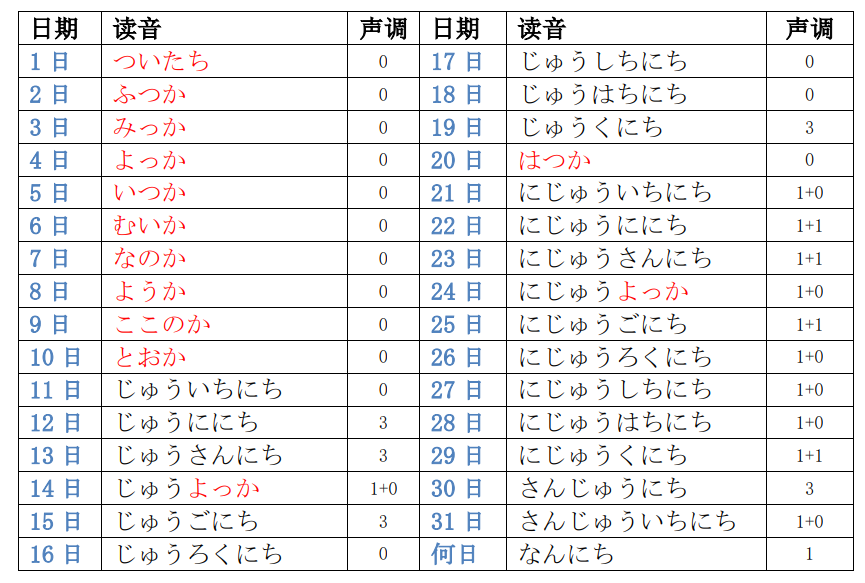 日期 读音 声调 日期 读音 声调
1 日 ついたち 0 17 日 じゅうしちにち 0
2 日 ふつか 0 18 日 じゅうはちにち 0
3 日 みっか 0 19 日 じゅうくにち 3
4 日 よっか 0 20 日 はつか 0
5 日 いつか 0 21 日 にじゅういちにち 1+0
6 日 むいか 0 22 日 にじゅうににち 1+1
7 日 なのか 0 23 日 にじゅうさんにち 1+1
8 日 ようか 0 24 日 にじゅうよっか 1+0
9 日 ここのか 0 25 日 にじゅうごにち 1+1
10 日 とおか 0 26 日 にじゅうろくにち 1+0
11 日 じゅういちにち 0 27 日 にじゅうしちにち 1+0
12 日 じゅうににち 3 28 日 にじゅうはちにち 1+0
13 日 じゅうさんにち 3 29 日 にじゅうくにち 1+1
14 日 じゅうよっか 1+0 30 日 さんじゅうにち 3
15 日 じゅうごにち 3 31 日 さんじゅういちにち 1+0
16 日 じゅうろくにち 0 何日 なんにち 1